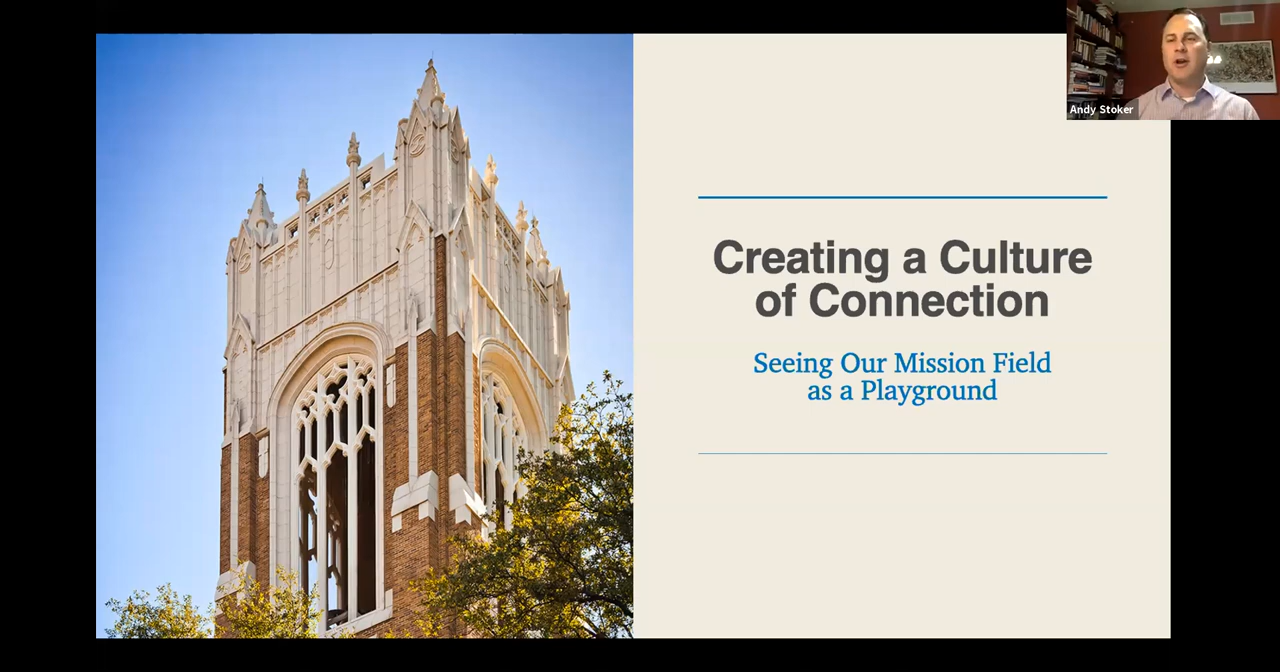 Andy Stoker
Creating a Culture
of Connection
Seeing Our Mission Field
as a Playground